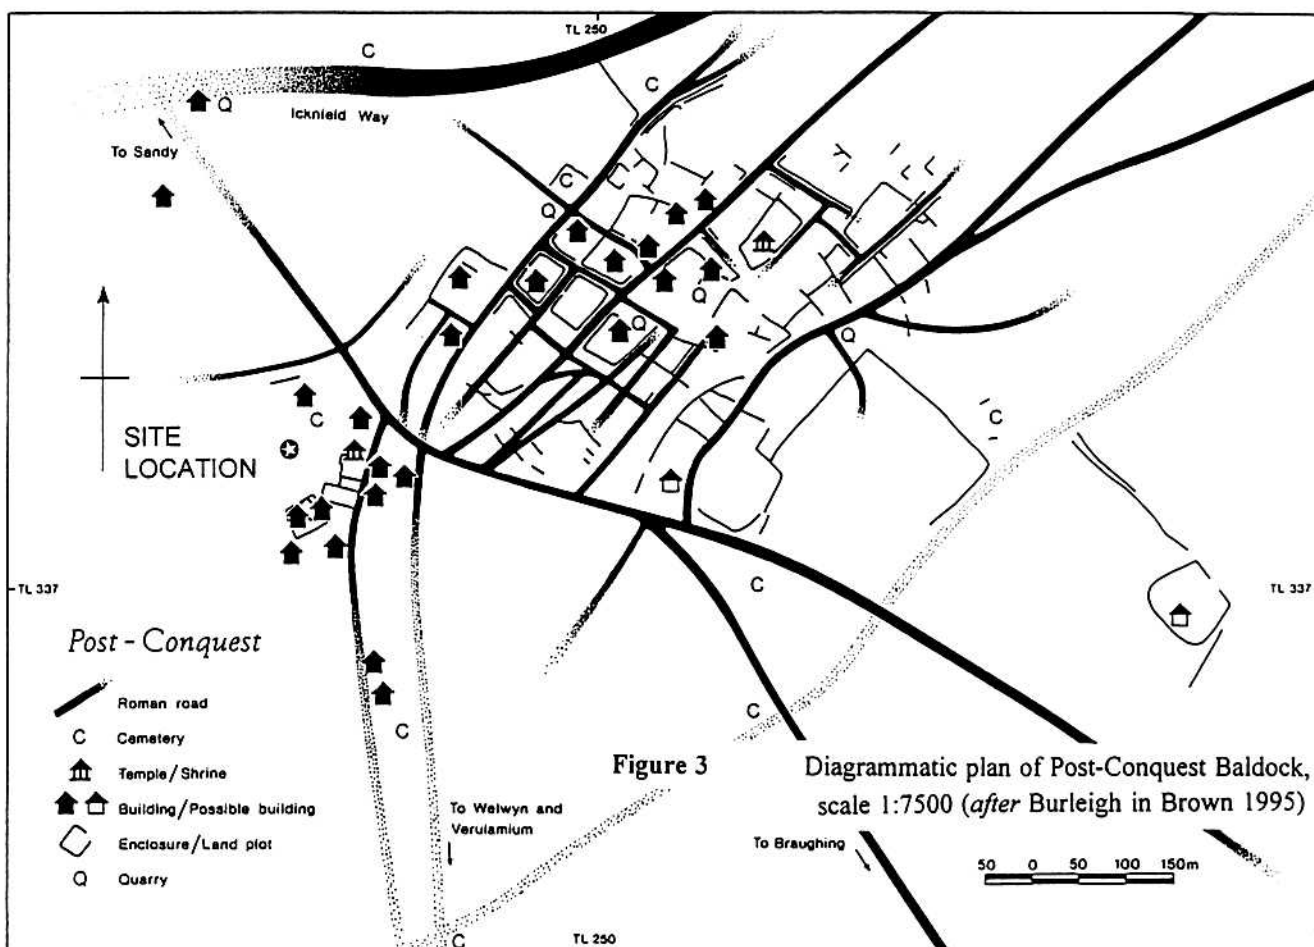 TL 250
C
Icknield Way
Q
To Sandy
C
C
Q
Q
Q
Q
C
C
SITE
LOCATION
TL 337
TL 337
C
Post - Conquest
Roman road
C Cemetery
Temple/Shrine
Building/Possible building
Enclosure/Land plot
Q Quarry
C
C
Figure 3
Diagrammatic plan of Post-Conquest Baldock,
scale 1:7500 (after Burleigh in Brown 1995)
To Welwyn and
Verulamium
To Braughing
50 0 50 100 150m
C
TL 250